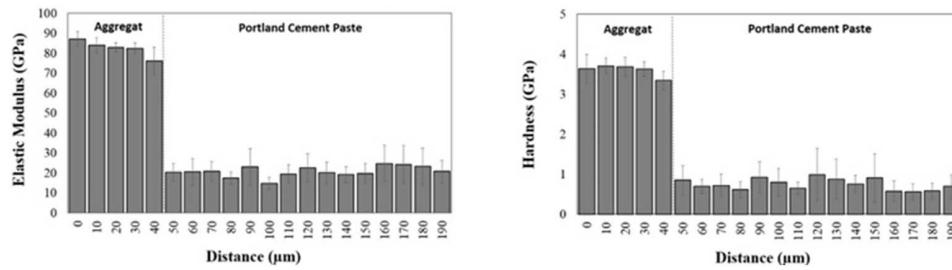 Elastic Modulus (GPa)
100
90
80
70
60
50
40
30
20
10
0
Aggregat
Portland Cement Paste
0 10 20 30 40 50 60 70 80 90 100 110 120 130 140 150 160 170 180 190
Distance (µm)
Hardness (GPa)
5
4
3
2
1
0
Aggregat
Portland Cement Paste
0 10 20 30 40 50 60 70 80 90 100 110 120 130 140 150 160 170 180 190
Distance (µm)